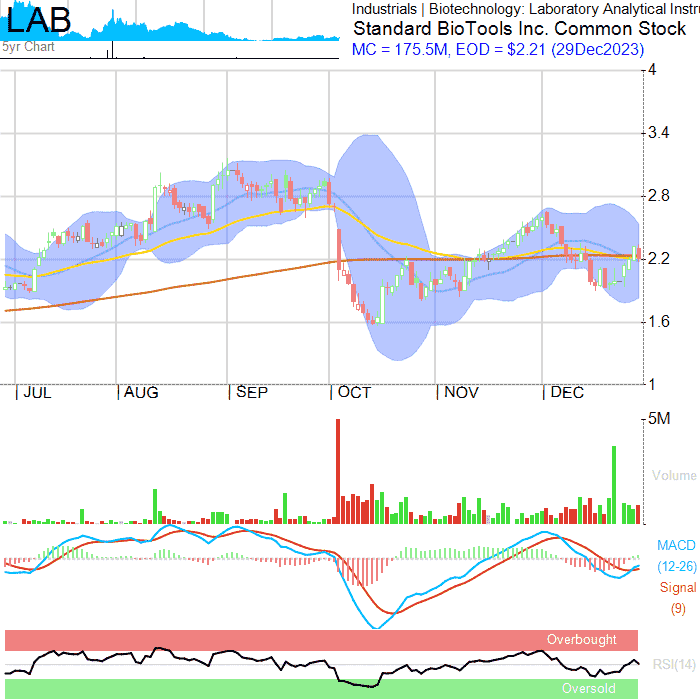 LAB
5yr Chart
Industrials | Biotechnology: Laboratory Analytical Instru
Standard BioTools Inc. Common Stock
MC = 175.5M, EOD = $2.21 (29Dec2023)
4
3.4
2.8
2.2
1.6
1
| JUL | AUG | SEP | OCT | NOV | DEC
5M
Volume
MACD
(12-26)
Signal
(9)
Overbought
RSI(14)
Oversold